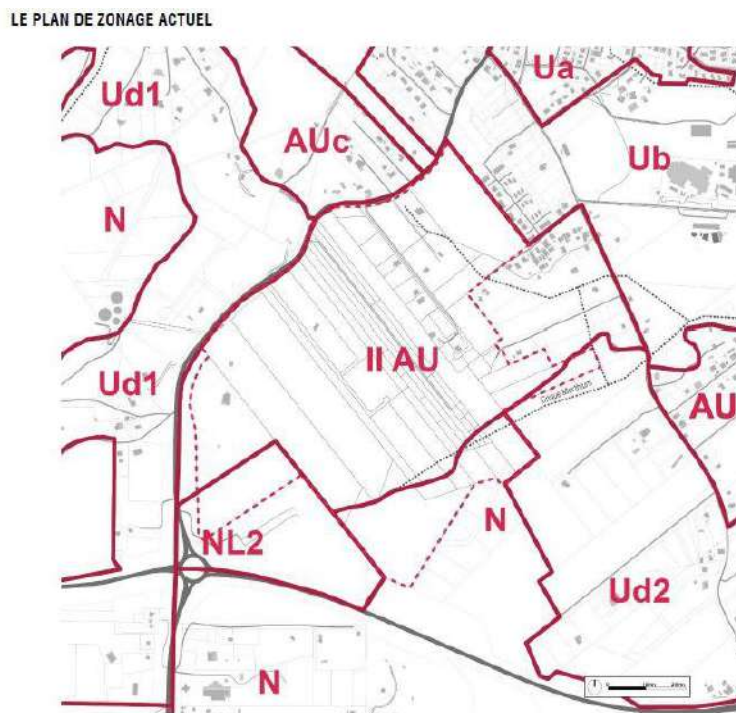 LE PLAN DE ZONAGE ACTUEL
Ua
Ud1
AUc
Ub
N
II AU
Ud1
AU
N
NL2
Ud2
N